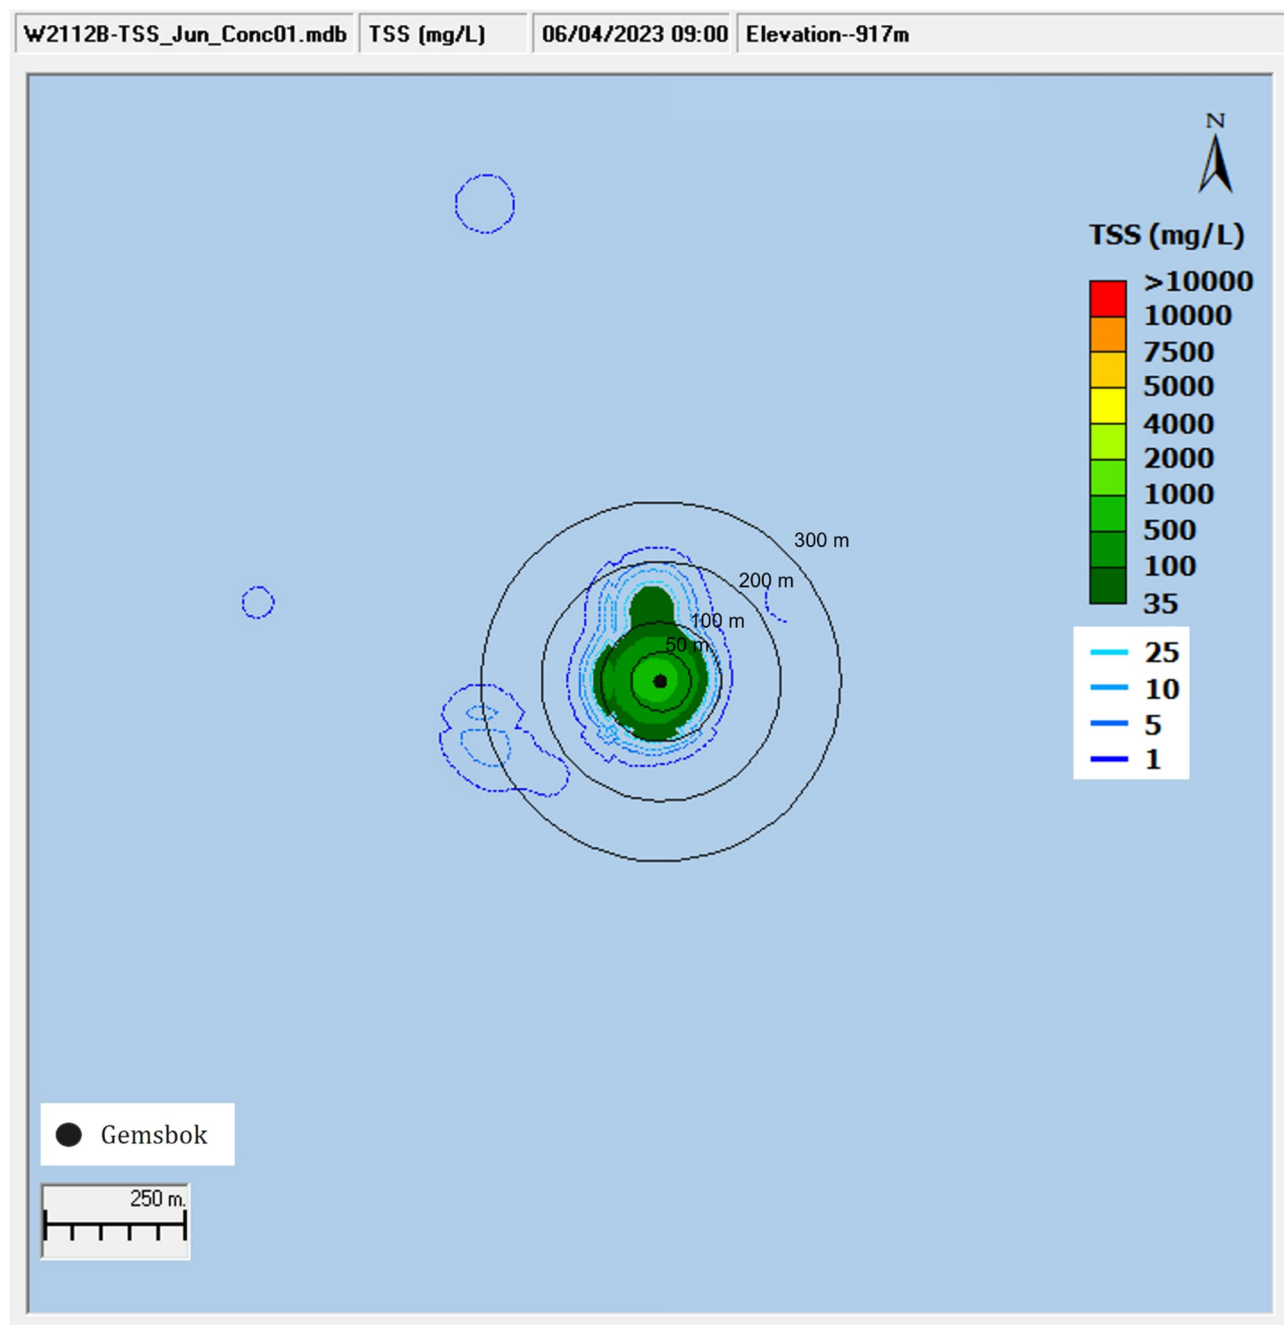 W2112B-TSS_Jun_Conc01.mdb TSS (mg/L) 06/04/2023 09:00 Elevation--917m
N
TSS (mg/L)
>10000
10000
7500
5000
4000
2000
1000
500
100
35
25
10
5
1
300 m
200 m
100 m
50 m
Gemsbok
250 m.